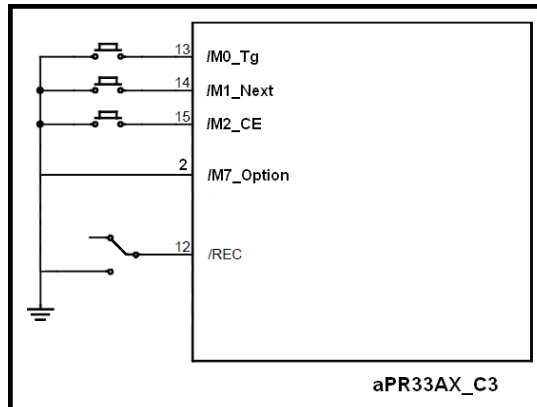 13 /M0_Tg
14 /M1_Next
15 /M2_CE
2 /M7_Option
12 /REC
aPR33AX_C3